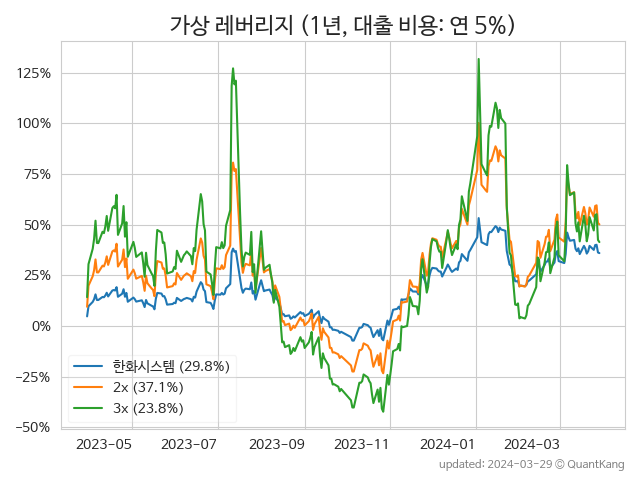 가상 레버리지 (1년, 대출 비용: 연 5%)
125%
100%
75%
50%
25%
0%
−25%
−50%
한화시스템 (29.8%)
2x (37.1%)
3x (23.8%)
2023-05
2023-07
2023-09
2023-11
2024-01
2024-03
updated: 2024-03-29 © QuantKang